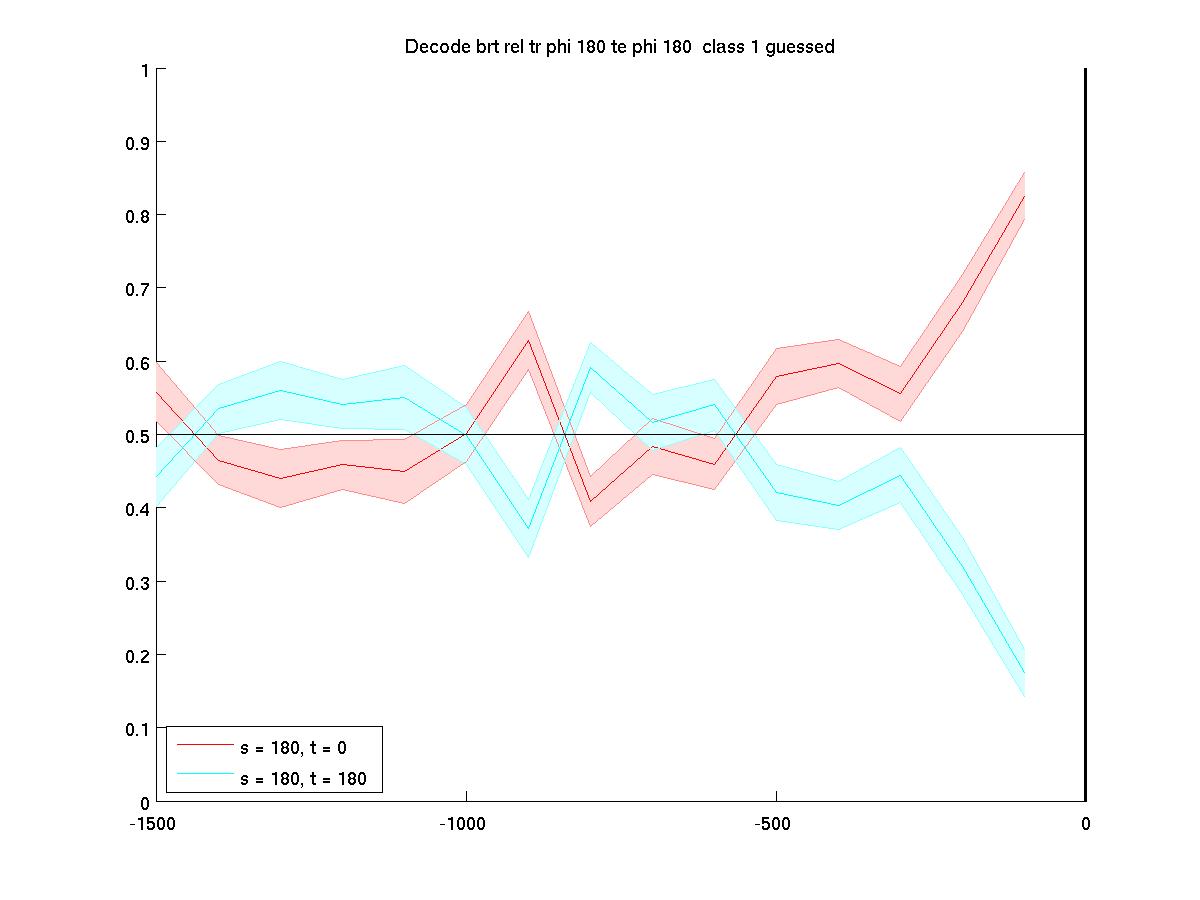 Decode brt rel tr phi 180 te phi 180  class 1 guessed
1
0.9
0.8
0.7
0.6
0.5
0.4
0.3
0.2
0.1
0
s = 180, t = 0
s = 180, t = 180
-1500 -1000 -500 0